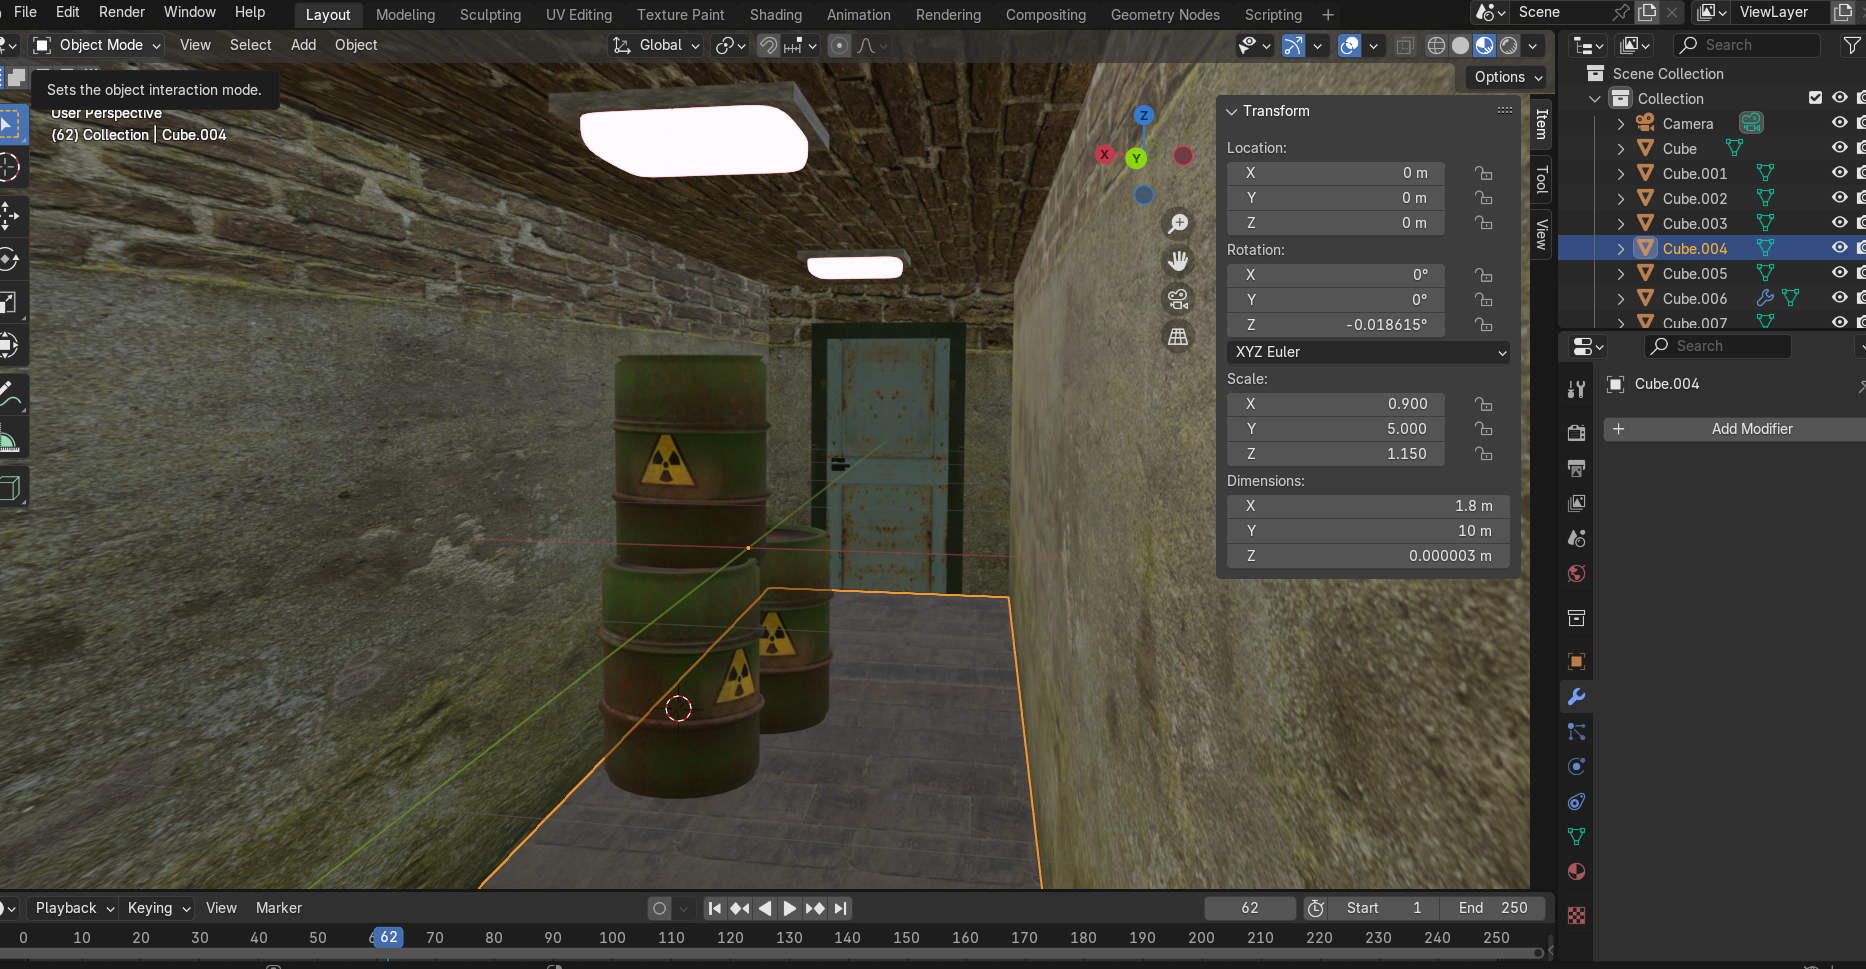 File Edit Render Window Help Layout Modeling Sculpting UV Editing Texture Paint Shading Animation Rendering Compositing Geometry Nodes Scripting + Scene ViewLayer
Object Mode View Select Add Object Global Search
Options
Sets the object interaction mode.
User Perspective
(62) Collection | Cube.004
Z
X
Y
Transform
Location:
X 0 m
Y 0 m
Z 0 m
Rotation:
X 0°
Y 0°
Z -0.018615°
XYZ Euler
Scale:
X 0.900
Y 5.000
Z 1.150
Dimensions:
X 1.8 m
Y 10 m
Z 0.000003 m
Item
Tool
View
Scene Collection
Collection
Camera
Cube
Cube.001
Cube.002
Cube.003
Cube.004
Cube.005
Cube.006
Cube.007
Search
Cube.004
+ Add Modifier
Playback Keying View Marker 62 Start 1 End 250
0 10 20 30 40 50 62 70 80 90 100 110 120 130 140 150 160 170 180 190 200 210 220 230 240 250